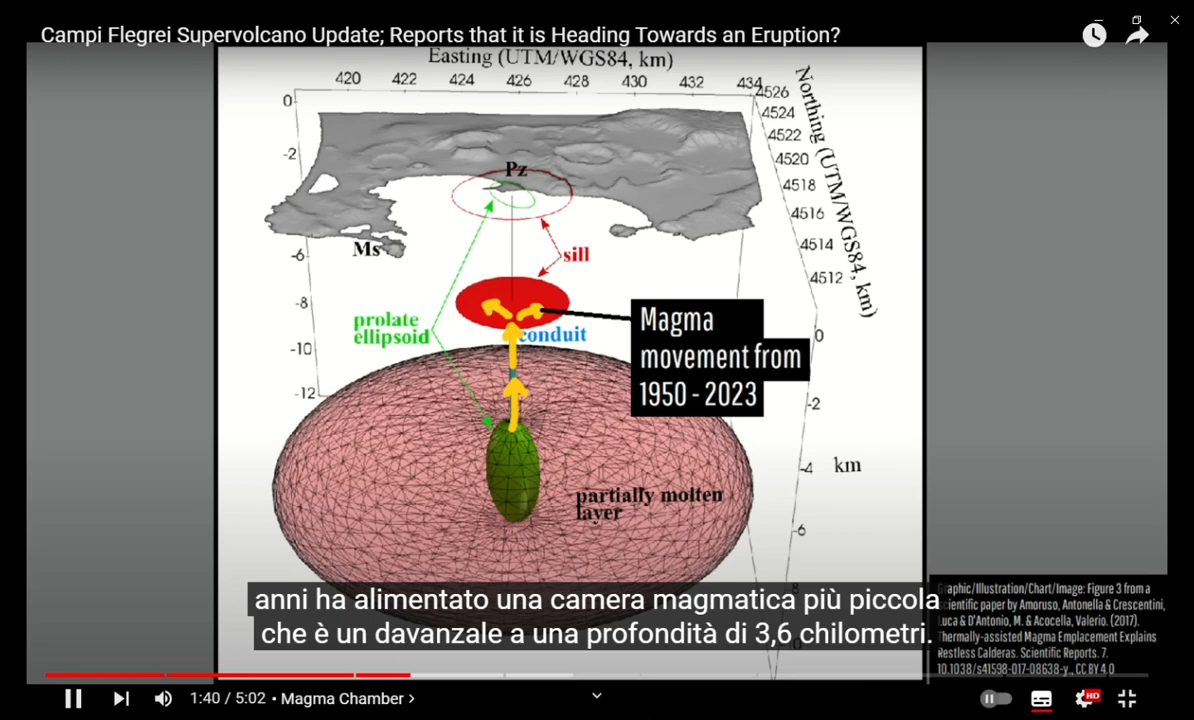 Campi Flegrei Supervolcano Update; Reports that it is Heading Towards an Eruption?
Easting (UTM/WGS84, km)
420 422 424 426 428 430 432 434
Northing (UTM/WGS84, km)
4526
4524
4522
4520
4518
4516
4514
4512
0
-2
-6
-8
-10
-12
Pz
Ms
sill
prolate
ellipsoid
conduit
Magma
movement from
1950 - 2023
0
-2
-4
km
-6
partially molten
layer
anni ha alimentato una camera magmatica più piccola
che è un davanzale a una profondità di 3,6 chilometri.
Graphic/Illustration/Chart/Image: Figure 3 from a
scientific paper by Amoruso, Antonella & Crescentini,
Luca & D'Antonio, M. & Acocella, Valerio. (2017).
Thermally-assisted Magma Emplacement Explains
Restless Calderas. Scientific Reports. 7.
10.1038/s41598-017-08638-y., CC BY 4.0
1:40 / 5:02 • Magma Chamber >
HD